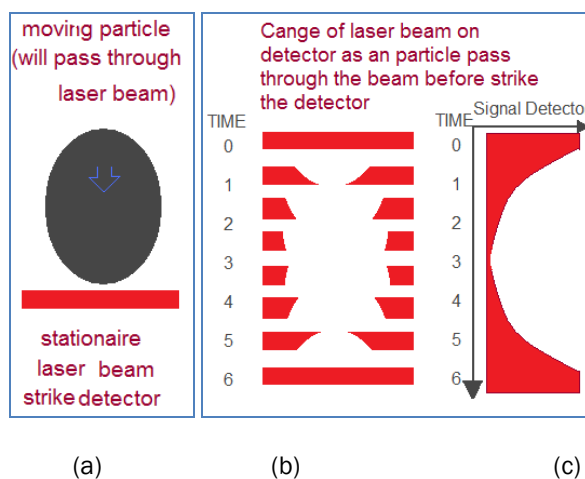 moving particle
(will pass through
laser beam)
stationaire
laser beam
strike detector
Cange of laser beam on
detector as an particle pass
through the beam before strike
the detector
TIME
0
1
2
3
4
5
6
Signal Detector
TIME
0
1
2
3
4
5
6
(a)
(b)
(c)